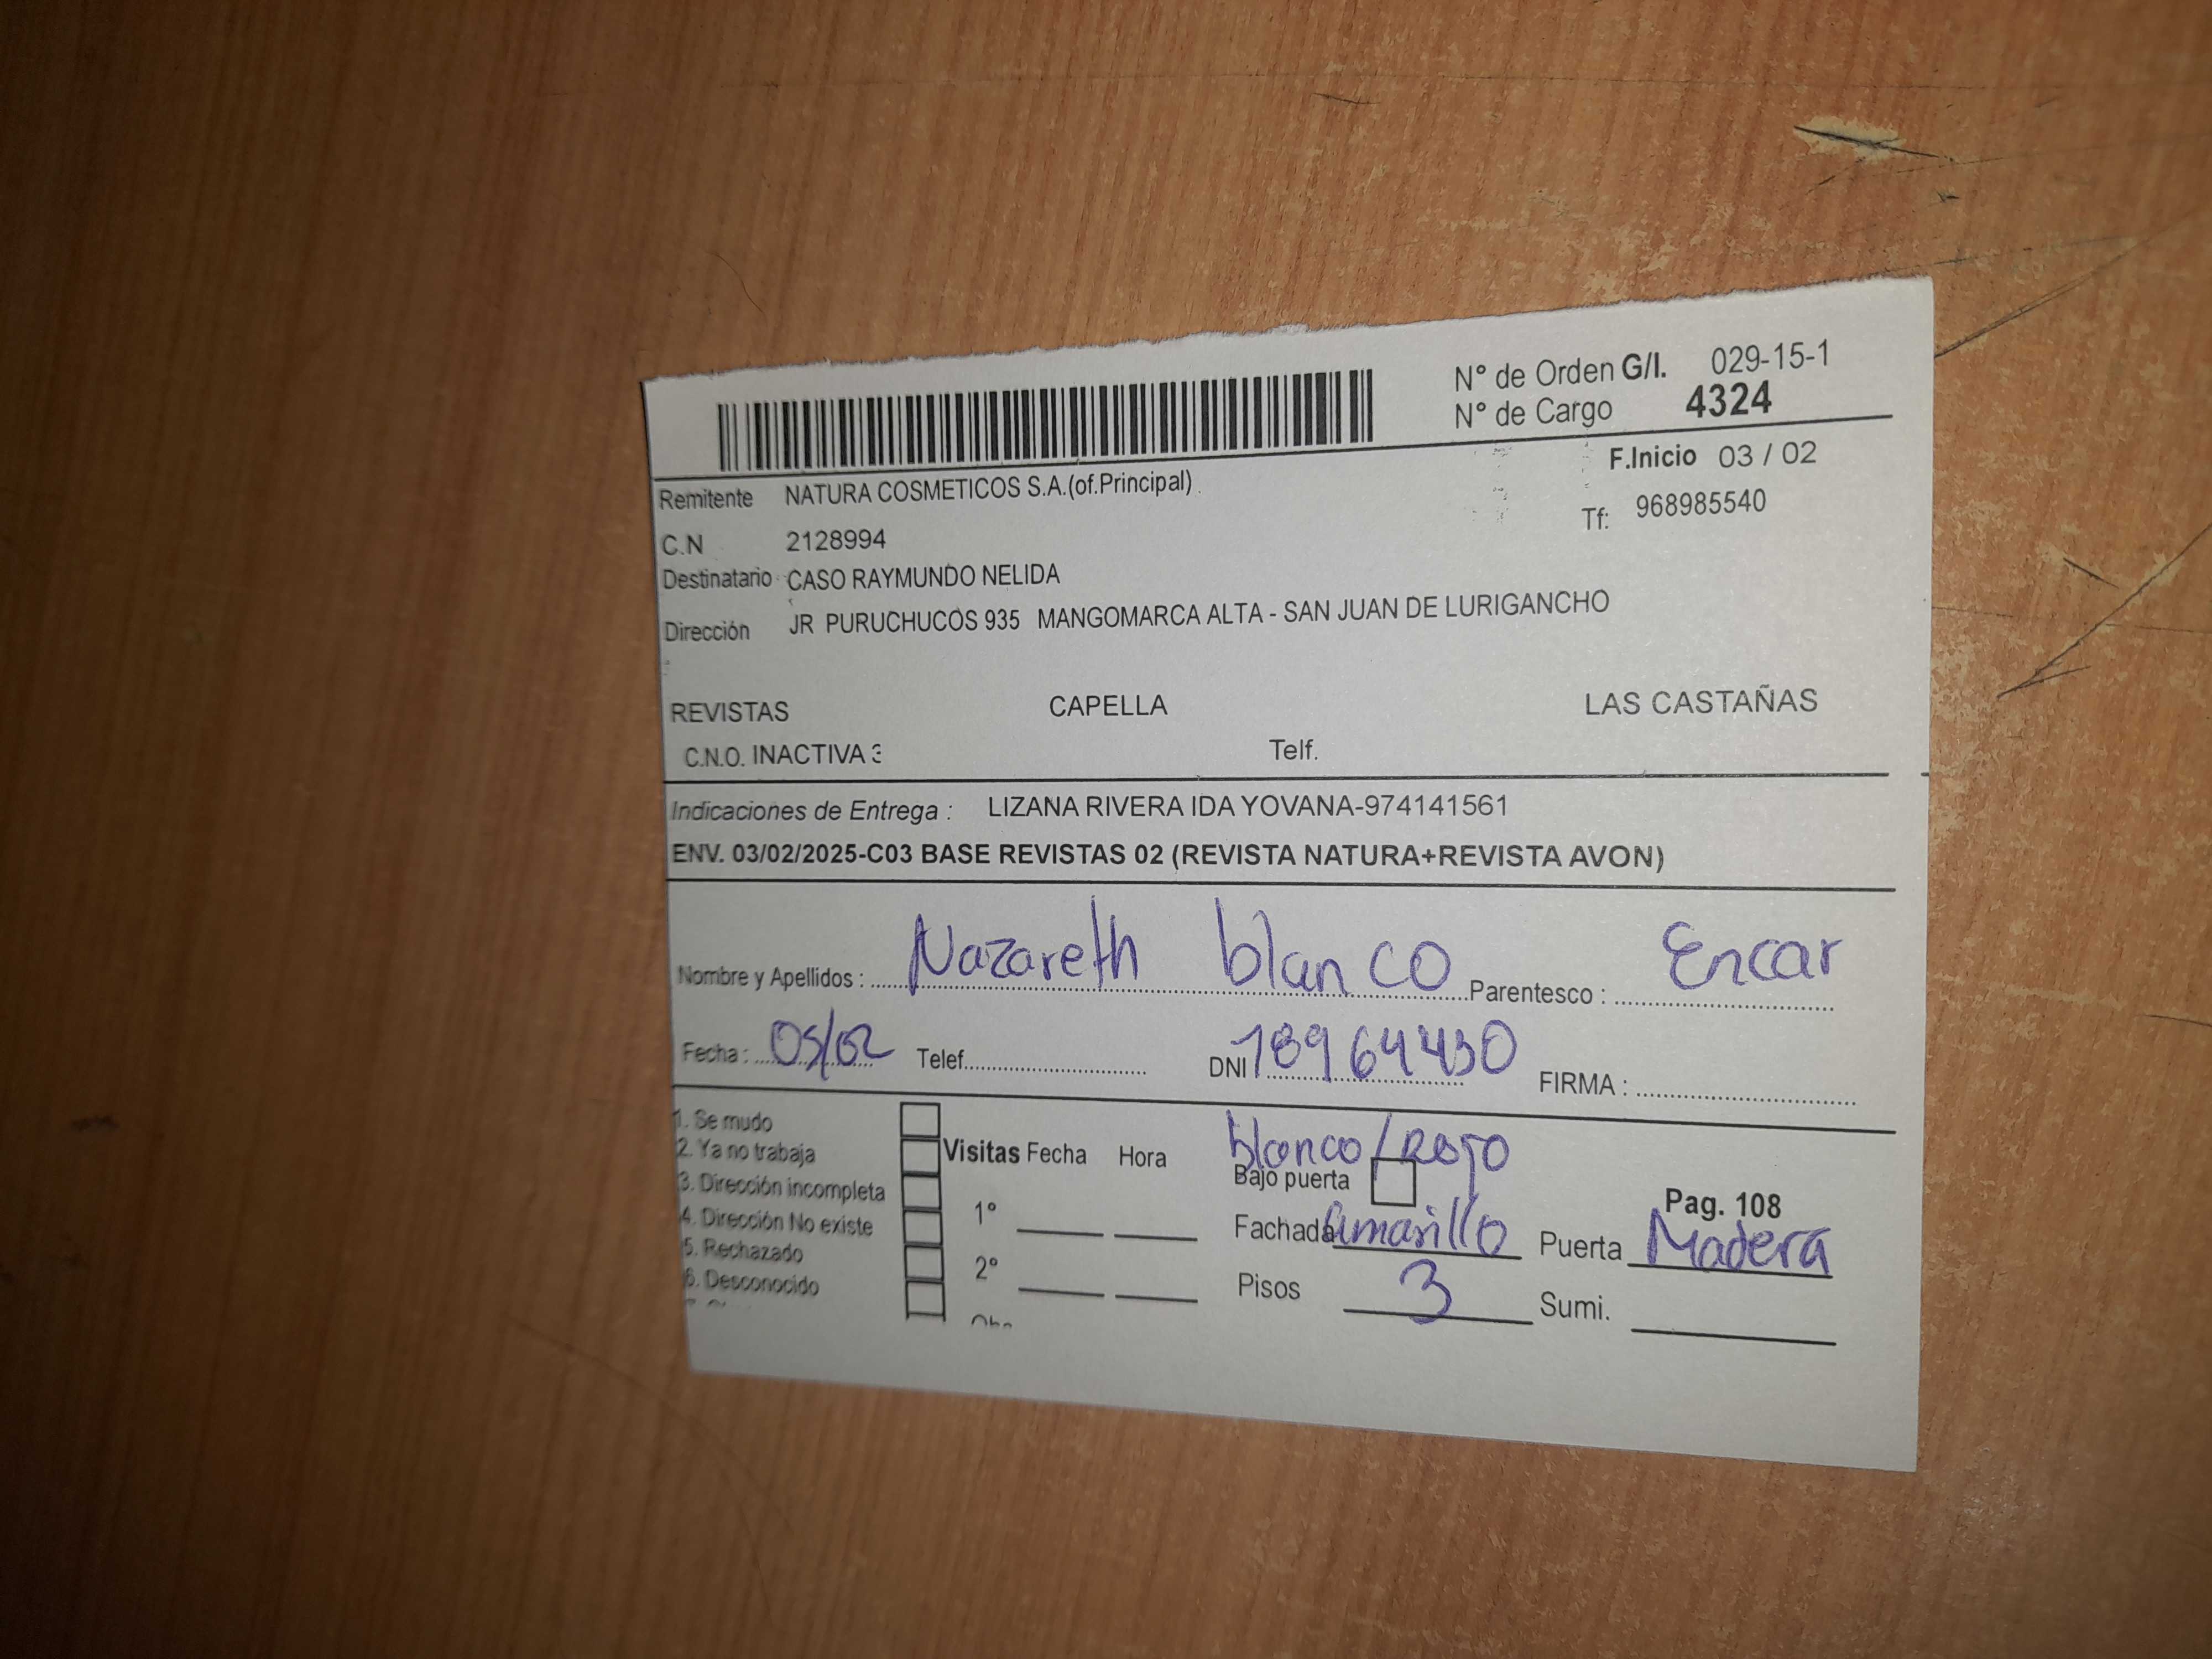 N° de Orden G/I. 029-15-1
N° de Cargo 4324
F.Inicio 03 / 02
Remitente NATURA COSMETICOS S.A.(of.Principal)
Tf: 968985540
C.N 2128994
Destinatario CASO RAYMUNDO NELIDA
Dirección JR PURUCHUCOS 935 MANGOMARCA ALTA - SAN JUAN DE LURIGANCHO
REVISTAS CAPELLA LAS CASTAÑAS
C.N.O. INACTIVA 3 Telf.
Indicaciones de Entrega : LIZANA RIVERA IDA YOVANA-974141561
ENV. 03/02/2025-C03 BASE REVISTAS 02 (REVISTA NATURA+REVISTA AVON)
Nombre y Apellidos : Nazareth blanco Parentesco : Encar
Fecha : 05/02 Telef. DNI 18964430 FIRMA :
1. Se mudo
2. Ya no trabaja
3. Dirección incompleta
4. Dirección No existe
5. Rechazado
6. Desconocido
Visitas Fecha Hora
1°
2°
blanco/Rojo
Bajo puerta
Pag. 108
Fachada amarillo Puerta Madera
Pisos 3 Sumi.